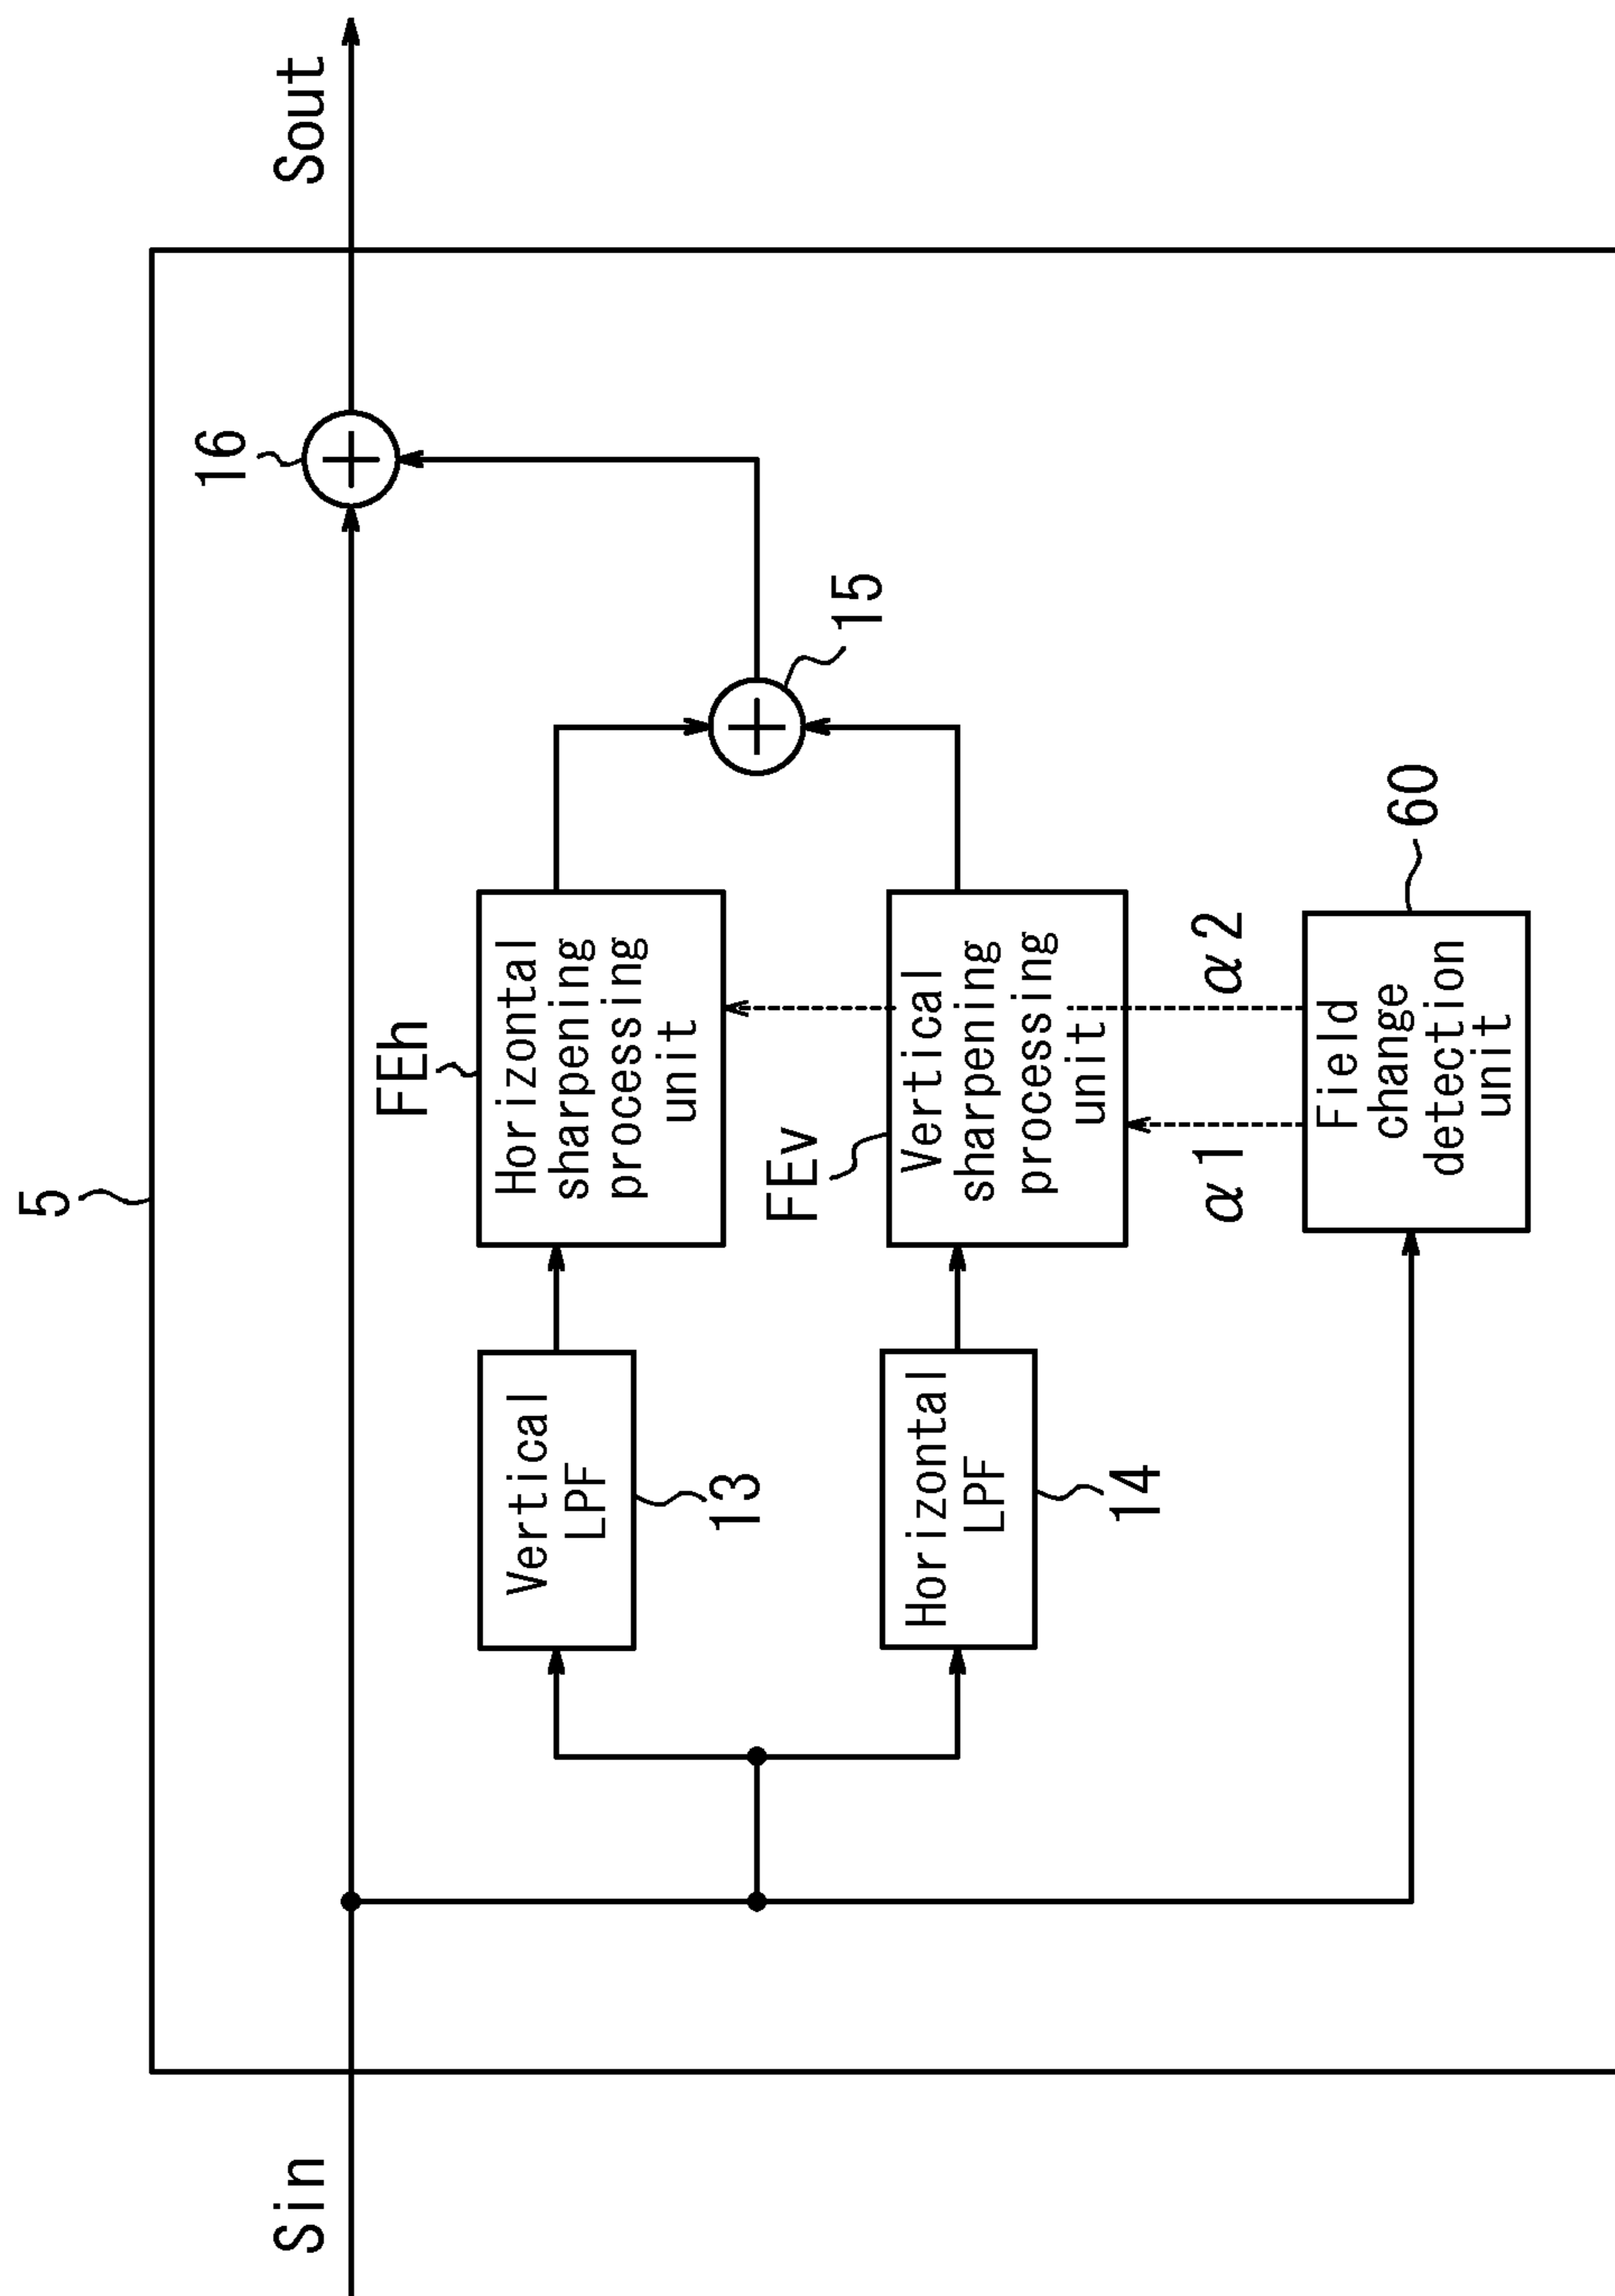 5
Sin
Sout
16
FEh
Vertical
LPF
13
Horizontal
sharpening
processing
unit
15
FEv
Horizontal
LPF
14
Vertical
sharpening
processing
unit
α1
α2
Field
change
detection
unit
60